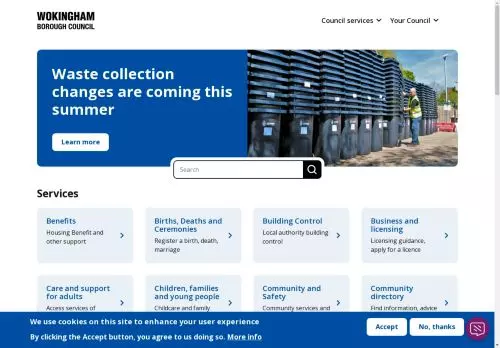 WOKINGHAM
BOROUGH COUNCIL
Council services
Your Council
Waste collection
changes are coming this
summer
Learn more
Search
Services
Benefits
Housing Benefit and
other support
Births, Deaths and
Ceremonies
Register a birth, death,
marriage
Building Control
Local authority building
control
Business and
licensing
Licensing guidance,
apply for a licence
Care and support
for adults
Access services of
Children, families
and young people
Childcare and family
Community and
Safety
Community services and
Community
directory
Find information, advice
We use cookies on this site to enhance your user experience
By clicking the Accept button, you agree to us doing so. More info
Accept
No, thanks